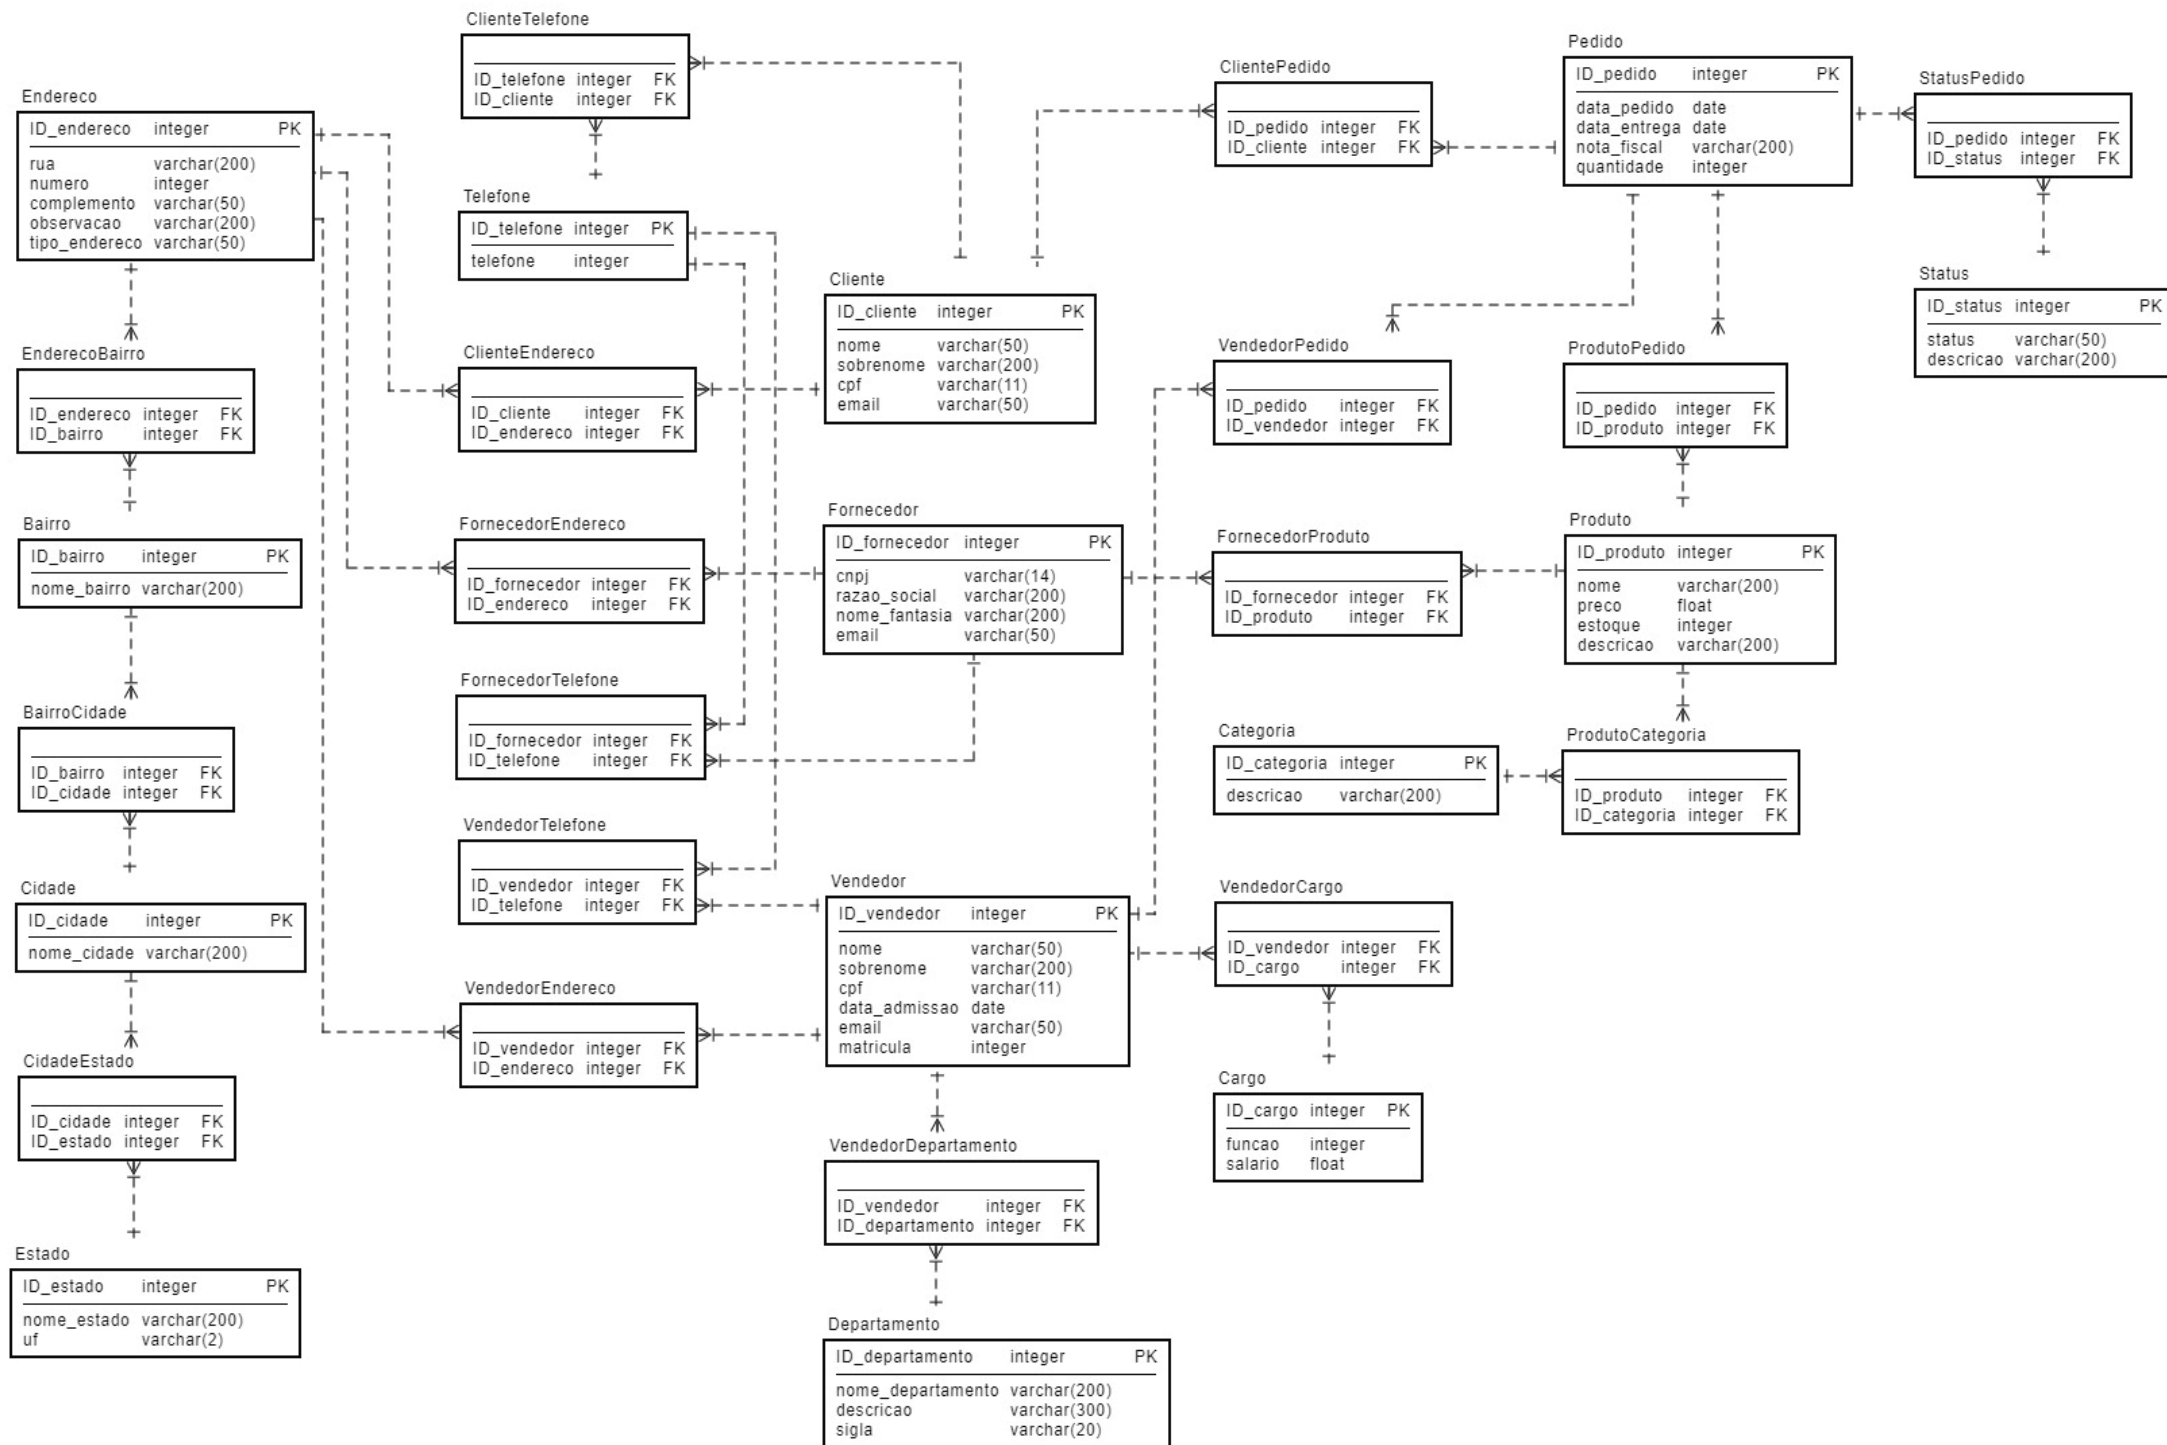 ClienteTelefone
ID_telefone integer FK
ID_cliente integer FK
Endereco
ID_endereco integer PK
rua varchar(200)
numero integer
complemento varchar(50)
observacao varchar(200)
tipo_endereco varchar(50)
Telefone
ID_telefone integer PK
telefone integer
ClientePedido
ID_pedido integer FK
ID_cliente integer FK
Pedido
ID_pedido integer PK
data_pedido date
data_entrega date
nota_fiscal varchar(200)
quantidade integer
StatusPedido
ID_pedido integer FK
ID_status integer FK
Status
ID_status integer PK
status varchar(50)
descricao varchar(200)
Cliente
ID_cliente integer PK
nome varchar(50)
sobrenome varchar(200)
cpf varchar(11)
email varchar(50)
EnderecoBairro
ID_endereco integer FK
ID_bairro integer FK
ClienteEndereco
ID_cliente integer FK
ID_endereco integer FK
VendedorPedido
ID_pedido integer FK
ID_vendedor integer FK
ProdutoPedido
ID_pedido integer FK
ID_produto integer FK
Bairro
ID_bairro integer PK
nome_bairro varchar(200)
FornecedorEndereco
ID_fornecedor integer FK
ID_endereco integer FK
Fornecedor
ID_fornecedor integer PK
cnpj varchar(14)
razao_social varchar(200)
nome_fantasia varchar(200)
email varchar(50)
FornecedorProduto
ID_fornecedor integer FK
ID_produto integer FK
Produto
ID_produto integer PK
nome varchar(200)
preco float
estoque integer
descricao varchar(200)
FornecedorTelefone
ID_fornecedor integer FK
ID_telefone integer FK
BairroCidade
ID_bairro integer FK
ID_cidade integer FK
Categoria
ID_categoria integer PK
descricao varchar(200)
ProdutoCategoria
ID_produto integer FK
ID_categoria integer FK
VendedorTelefone
ID_vendedor integer FK
ID_telefone integer FK
Cidade
ID_cidade integer PK
nome_cidade varchar(200)
Vendedor
ID_vendedor integer PK
nome varchar(50)
sobrenome varchar(200)
cpf varchar(11)
data_admissao date
email varchar(50)
matricula integer
VendedorCargo
ID_vendedor integer FK
ID_cargo integer FK
VendedorEndereco
ID_vendedor integer FK
ID_endereco integer FK
CidadeEstado
ID_cidade integer FK
ID_estado integer FK
Cargo
ID_cargo integer PK
funcao integer
salario float
VendedorDepartamento
ID_vendedor integer FK
ID_departamento integer FK
Estado
ID_estado integer PK
nome_estado varchar(200)
uf varchar(2)
Departamento
ID_departamento integer PK
nome_departamento varchar(200)
descricao varchar(300)
sigla varchar(20)